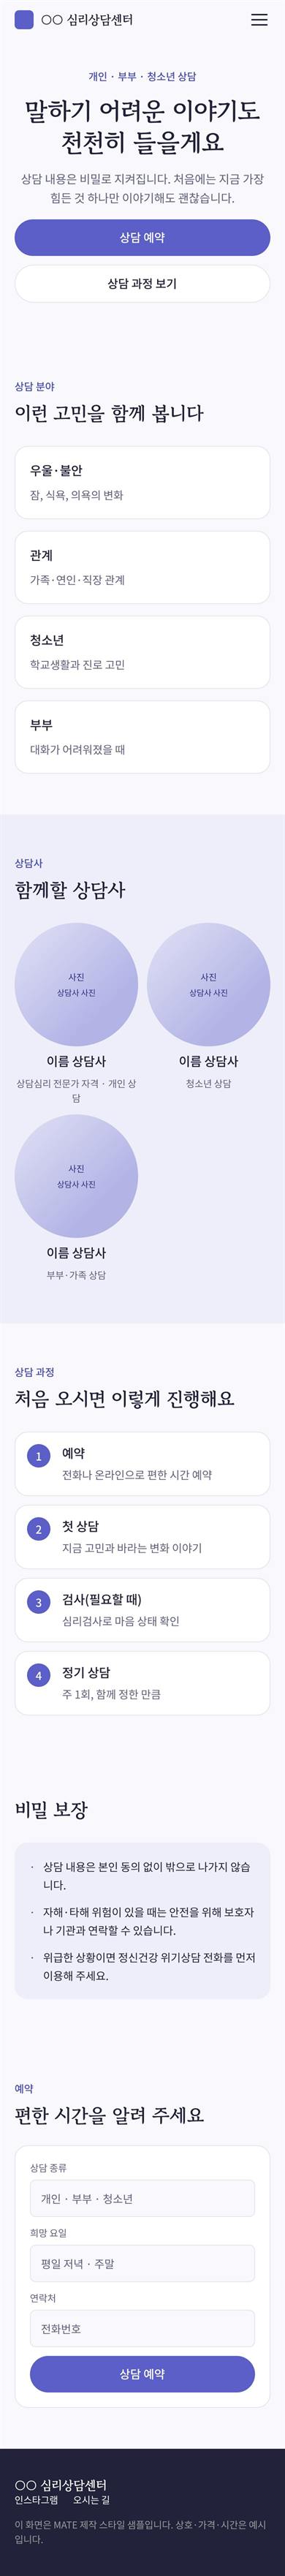 ○○ 심리상담센터
개인 · 부부 · 청소년 상담
말하기 어려운 이야기도
천천히 들을게요
상담 내용은 비밀로 지켜집니다. 처음에는 지금 가장
힘든 것 하나만 이야기해도 괜찮습니다.
상담 예약
상담 과정 보기
상담 분야
이런 고민을 함께 봅니다
우울·불안
잠, 식욕, 의욕의 변화
관계
가족·연인·직장 관계
청소년
학교생활과 진로 고민
부부
대화가 어려워졌을 때
상담사
함께할 상담사
사진
상담사 사진
이름 상담사
상담심리 전문가 자격 · 개인 상
담
사진
상담사 사진
이름 상담사
청소년 상담
사진
상담사 사진
이름 상담사
부부·가족 상담
상담 과정
처음 오시면 이렇게 진행해요
1 예약
전화나 온라인으로 편한 시간 예약
2 첫 상담
지금 고민과 바라는 변화 이야기
3 검사(필요할 때)
심리검사로 마음 상태 확인
4 정기 상담
주 1회, 함께 정한 만큼
비밀 보장
· 상담 내용은 본인 동의 없이 밖으로 나가지 않습
니다.
· 자해·타해 위험이 있을 때는 안전을 위해 보호자
나 기관과 연락할 수 있습니다.
· 위급한 상황이면 정신건강 위기상담 전화를 먼저
이용해 주세요.
예약
편한 시간을 알려 주세요
상담 종류
개인 · 부부 · 청소년
희망 요일
평일 저녁 · 주말
연락처
전화번호
상담 예약
○○ 심리상담센터
인스타그램 오시는 길
이 화면은 MATE 제작 스타일 샘플입니다. 상호·가격·시간은 예시
입니다.